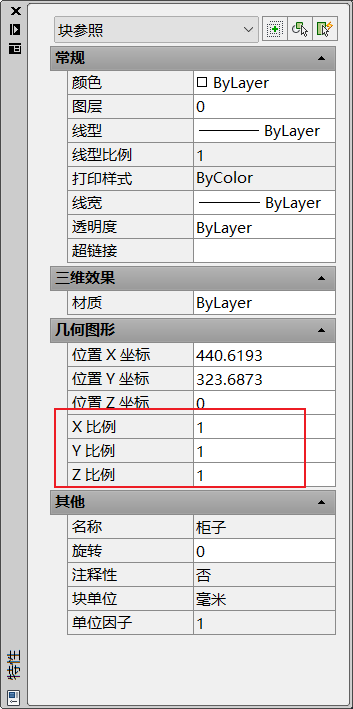 块参照
常规
颜色 ByLayer
图层 0
线型 ByLayer
线型比例 1
打印样式 ByColor
线宽 ByLayer
透明度 ByLayer
超链接
三维效果
材质 ByLayer
几何图形
位置 X 坐标 440.6193
位置 Y 坐标 323.6873
位置 Z 坐标 0
X 比例 1
Y 比例 1
Z 比例 1
其他
名称 柜子
旋转 0
注释性 否
块单位 毫米
单位因子 1
特性